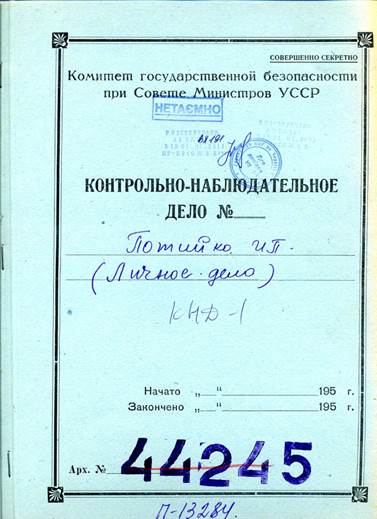 СОВЕРШЕННО СЕКРЕТНО
Комитет государственной безопасности
при Совете Министров УССР
НЕТАЄМНО
КОНТРОЛЬНО-НАБЛЮДАТЕЛЬНОЕ
ДЕЛО №
Потийко И.П.
(Личное дело)
КНД-1
Начато „ “ 195 г.
Закончено „ “ 195 г.
Арх. № 44245
П-13284.